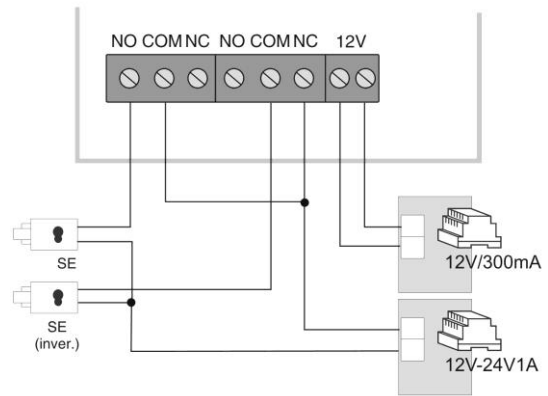 NO COM NC NO COM NC 12V
SE
SE
(inver.)
12V/300mA
12V-24V1A